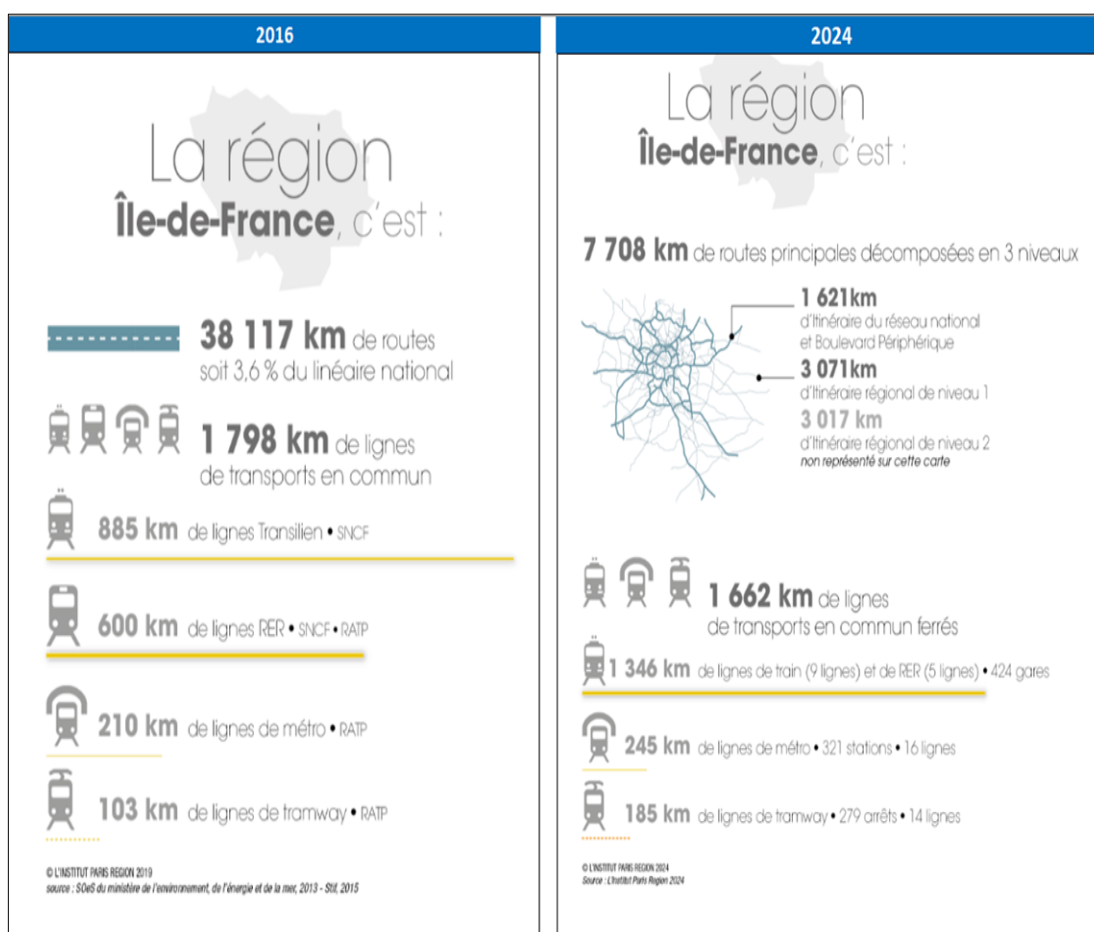 2016
La région
Île-de-France, c'est :
38 117 km de routes
soit 3,6 % du linéaire national
1 798 km de lignes
de transports en commun
885 km de lignes Transilien • SNCF
600 km de lignes RER • SNCF • RATP
210 km de lignes de métro • RATP
103 km de lignes de tramway • RATP
© L'INSTITUT PARIS REGION 2019
source : SOeS du ministère de l'environnement, de l'énergie et de la mer, 2013 - Stif, 2015
2024
La région
Île-de-France, c'est :
7 708 km de routes principales décomposées en 3 niveaux
1 621km
d'Itinéraire du réseau national
et Boulevard Périphérique
3 071km
d'Itinéraire régional de niveau 1
3 017 km
d'Itinéraire régional de niveau 2
non représenté sur cette carte
1 662 km de lignes
de transports en commun ferrés
1 346 km de lignes de train (9 lignes) et de RER (5 lignes) • 424 gares
245 km de lignes de métro • 321 stations • 16 lignes
185 km de lignes de tramway • 279 arrêts • 14 lignes
© L'INSTITUT PARIS REGION 2024
Source : L'Institut Paris Region 2024